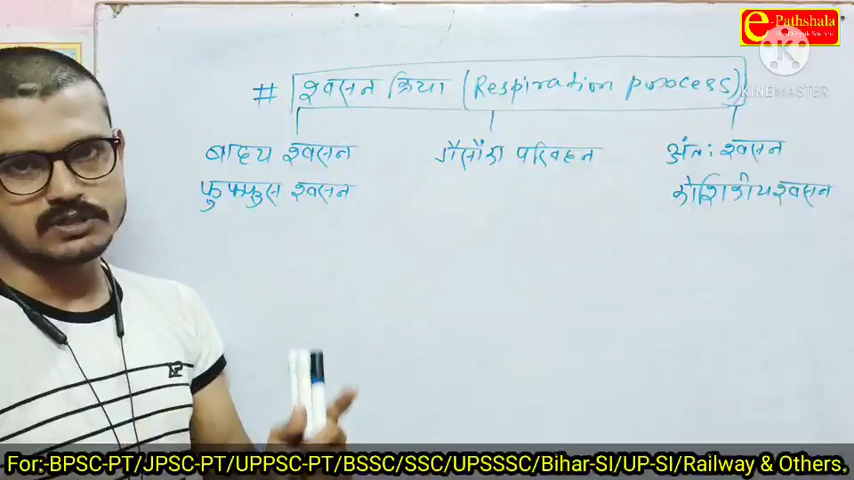 e-Pathshala
KINEMASTER
# श्वसन क्रिया (Respiration process)
बाह्य श्वसन
गैसों का परिवहन
अंतः श्वसन
फुफ्फुस श्वसन
कोशिकीय श्वसन
For:-BPSC-PT/JPSC-PT/UPPSC-PT/BSSC/SSC/UPSSSC/Bihar-SI/UP-SI/Railway & Others.